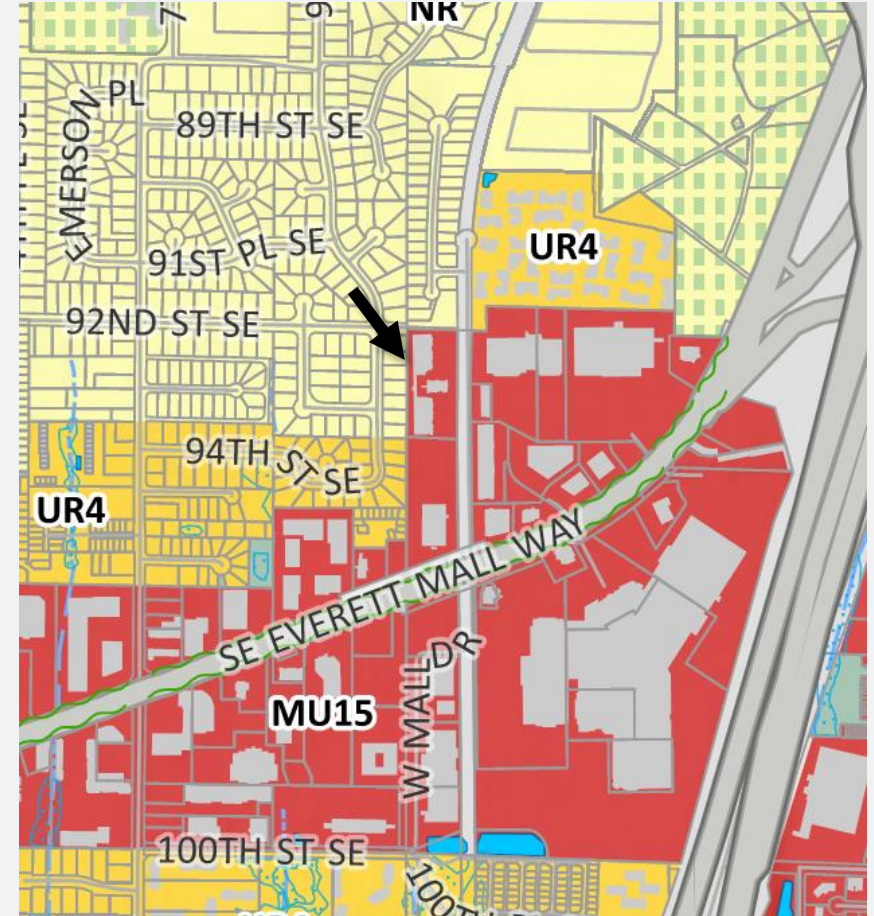 NR
PL
EMERSON
89TH ST SE
91ST PL SE
UR4
92ND ST SE
94TH ST SE
UR4
SE EVERETT MALL WAY
W MALL DR
MU15
100TH ST SE